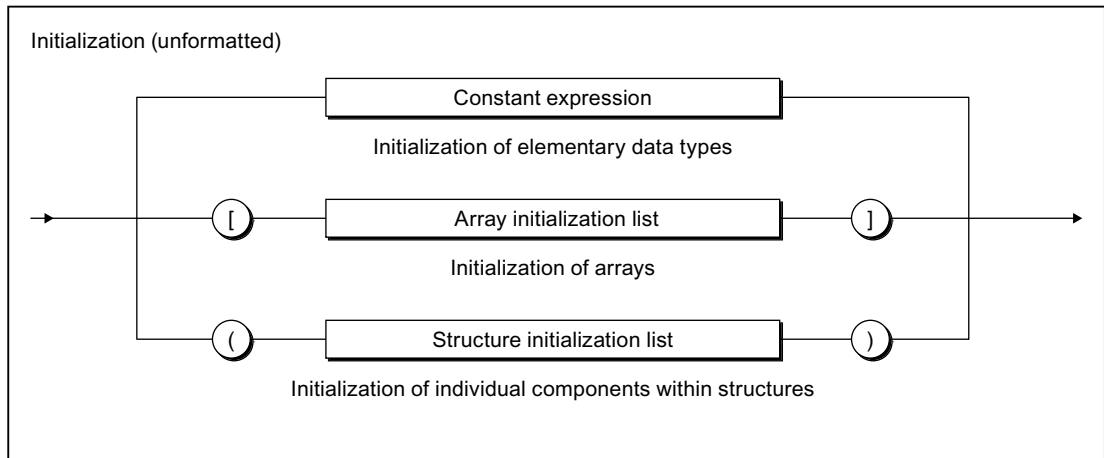 Initialization (unformatted)
Constant expression
Initialization of elementary data types
[ Array initialization list ]
Initialization of arrays
( Structure initialization list )
Initialization of individual components within structures